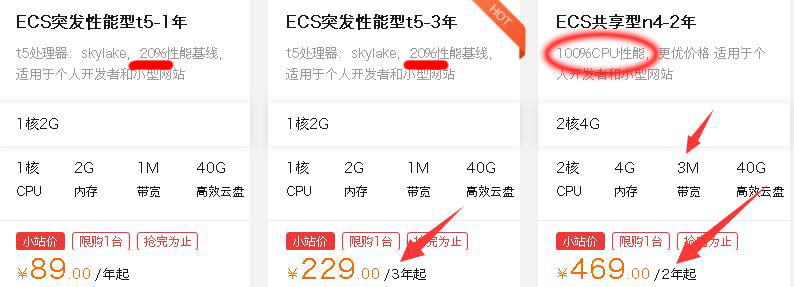 ECS突发性能型t5-1年
t5处理器：skylake，20%性能基线，
适用于个人开发者和小型网站
1核2G
1核 2G 1M 40G
CPU 内存 带宽 高效云盘
小站价 限购1台 抢完为止
¥89.00 /年起
HOT
ECS突发性能型t5-3年
t5处理器：skylake，20%性能基线，
适用于个人开发者和小型网站
1核2G
1核 2G 1M 40G
CPU 内存 带宽 高效云盘
小站价 限购1台 抢完为止
¥229.00 /3年起
ECS共享型n4-2年
100%CPU性能，更优价格 适用于个
人开发者和小型网站
2核4G
2核 4G 3M 40G
CPU 内存 带宽 高效云盘
小站价 限购1台 抢完为止
¥469.00 /2年起